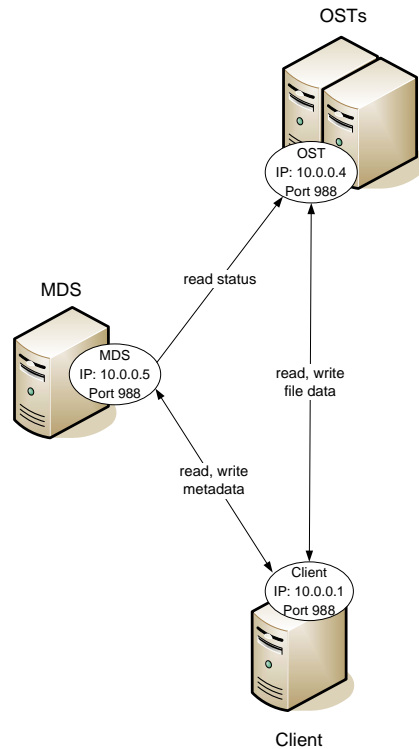 OSTs
OST
IP: 10.0.0.4
Port 988
read status
MDS
MDS
IP: 10.0.0.5
Port 988
read, write
file data
read, write
metadata
Client
IP: 10.0.0.1
Port 988
Client